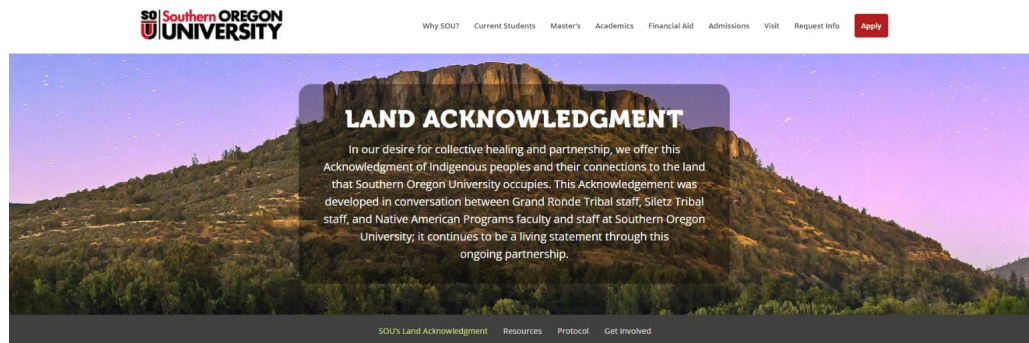 SO U Southern OREGON
UNIVERSITY
Why SOU? Current Students Master's Academics Financial Aid Admissions Visit Request Info Apply
LAND ACKNOWLEDGMENT
In our desire for collective healing and partnership, we offer this
Acknowledgment of Indigenous peoples and their connections to the land
that Southern Oregon University occupies. This Acknowledgement was
developed in conversation between Grand Ronde Tribal staff, Siletz Tribal
staff, and Native American Programs faculty and staff at Southern Oregon
University; it continues to be a living statement through this
ongoing partnership.
SOU's Land Acknowledgment Resources Protocol Get Involved